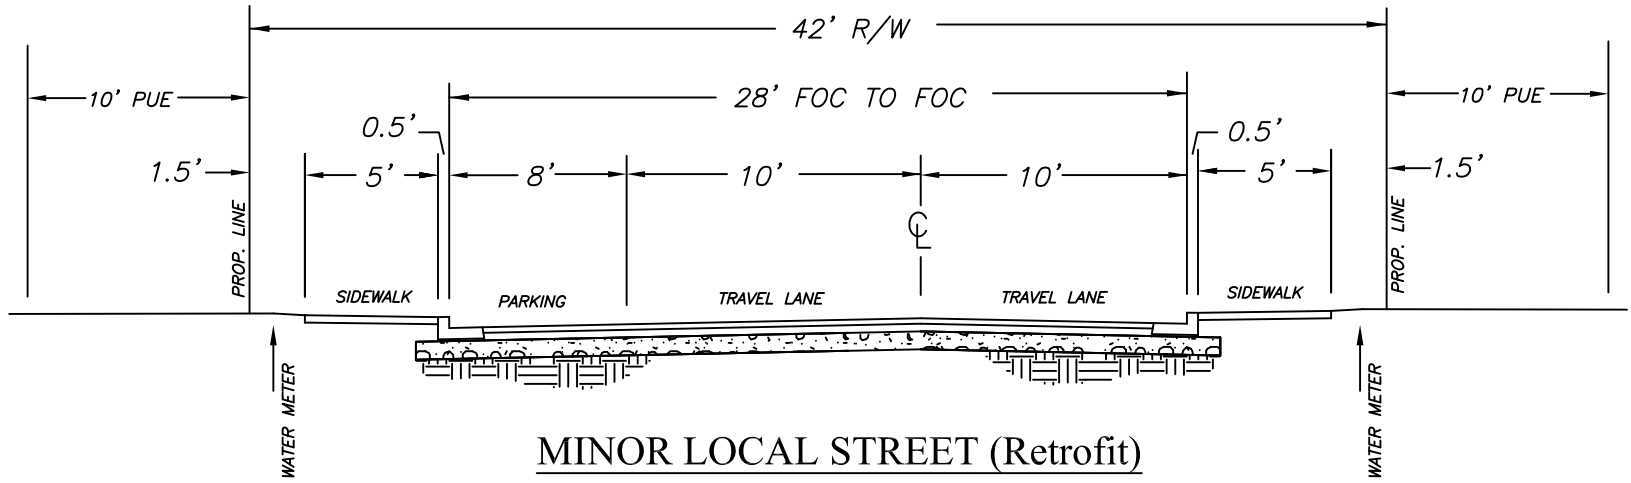 42' R/W
10' PUE
28' FOC TO FOC
10' PUE
0.5'
0.5'
1.5'
5'
8'
10'
10'
5'
1.5'
PROP. LINE
℄
PROP. LINE
SIDEWALK
PARKING
TRAVEL LANE
TRAVEL LANE
SIDEWALK
WATER METER
WATER METER
MINOR LOCAL STREET (Retrofit)